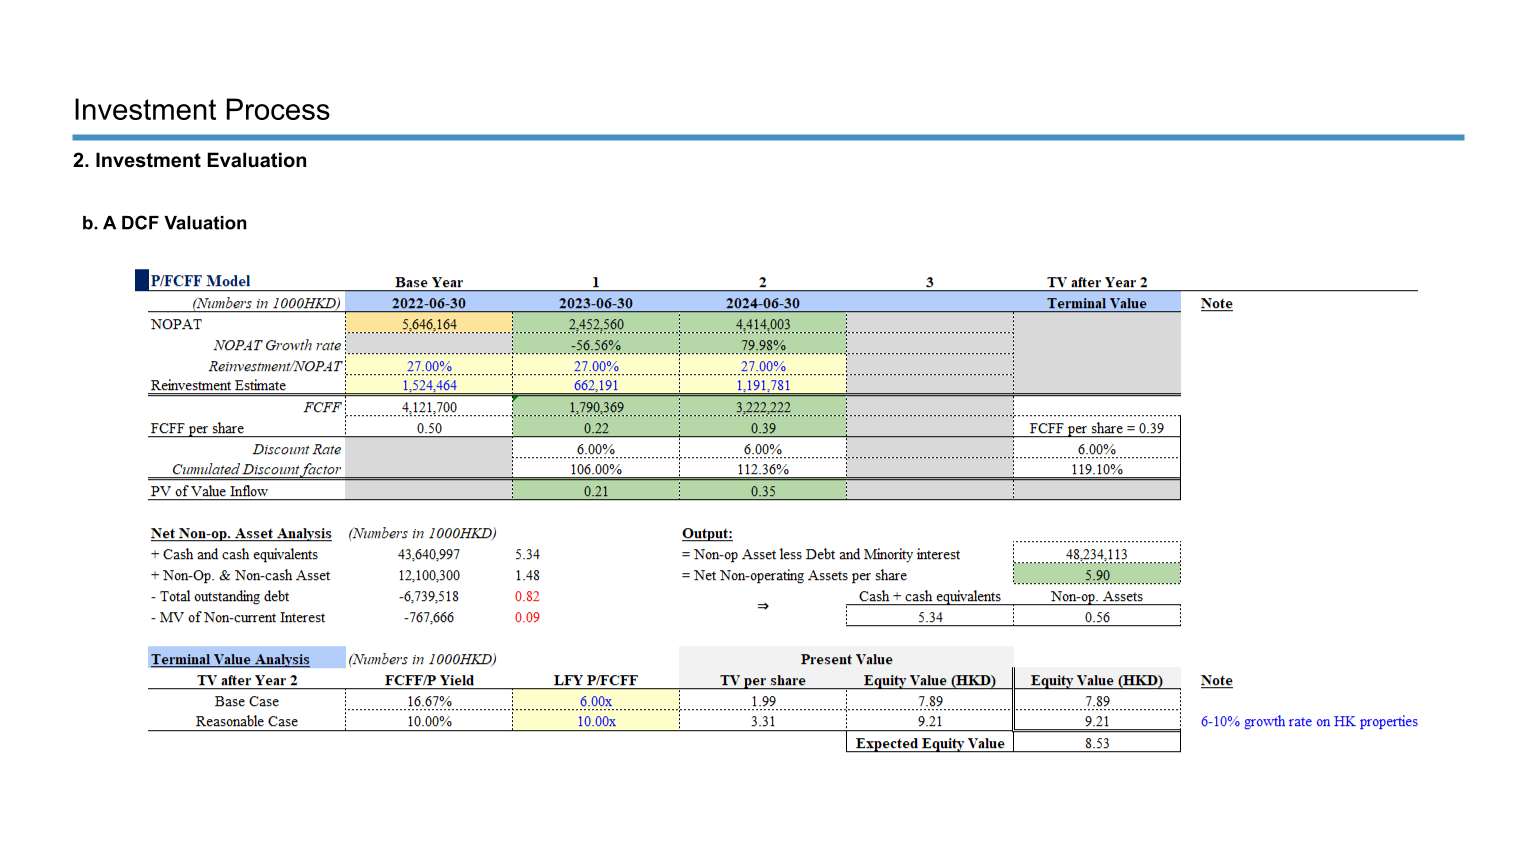 Investment Process
2. Investment Evaluation
b. A DCF Valuation
P/FCFF Model Base Year 1 2 3 TV after Year 2
(Numbers in 1000HKD) 2022-06-30 2023-06-30 2024-06-30 Terminal Value Note
NOPAT 5,646,164 2,452,560 4,414,003
NOPAT Growth rate -56.56% 79.98%
Reinvestment/NOPAT 27.00% 27.00% 27.00%
Reinvestment Estimate 1,524,464 662,191 1,191,781
FCFF 4,121,700 1,790,369 3,222,222
FCFF per share 0.50 0.22 0.39 FCFF per share = 0.39
Discount Rate 6.00% 6.00% 6.00%
Cumulated Discount factor 106.00% 112.36% 119.10%
PV of Value Inflow 0.21 0.35
Net Non-op. Asset Analysis (Numbers in 1000HKD) Output:
+ Cash and cash equivalents 43,640,997 5.34 = Non-op Asset less Debt and Minority interest 48,234,113
+ Non-Op. & Non-cash Asset 12,100,300 1.48 = Net Non-operating Assets per share 5.90
- Total outstanding debt -6,739,518 0.82 ⇒ Cash + cash equivalents Non-op. Assets
- MV of Non-current Interest -767,666 0.09 5.34 0.56
Terminal Value Analysis (Numbers in 1000HKD) Present Value
TV after Year 2 FCFF/P Yield LFY P/FCFF TV per share Equity Value (HKD) Equity Value (HKD) Note
Base Case 16.67% 6.00x 1.99 7.89 7.89
Reasonable Case 10.00% 10.00x 3.31 9.21 9.21 6-10% growth rate on HK properties
Expected Equity Value 8.53